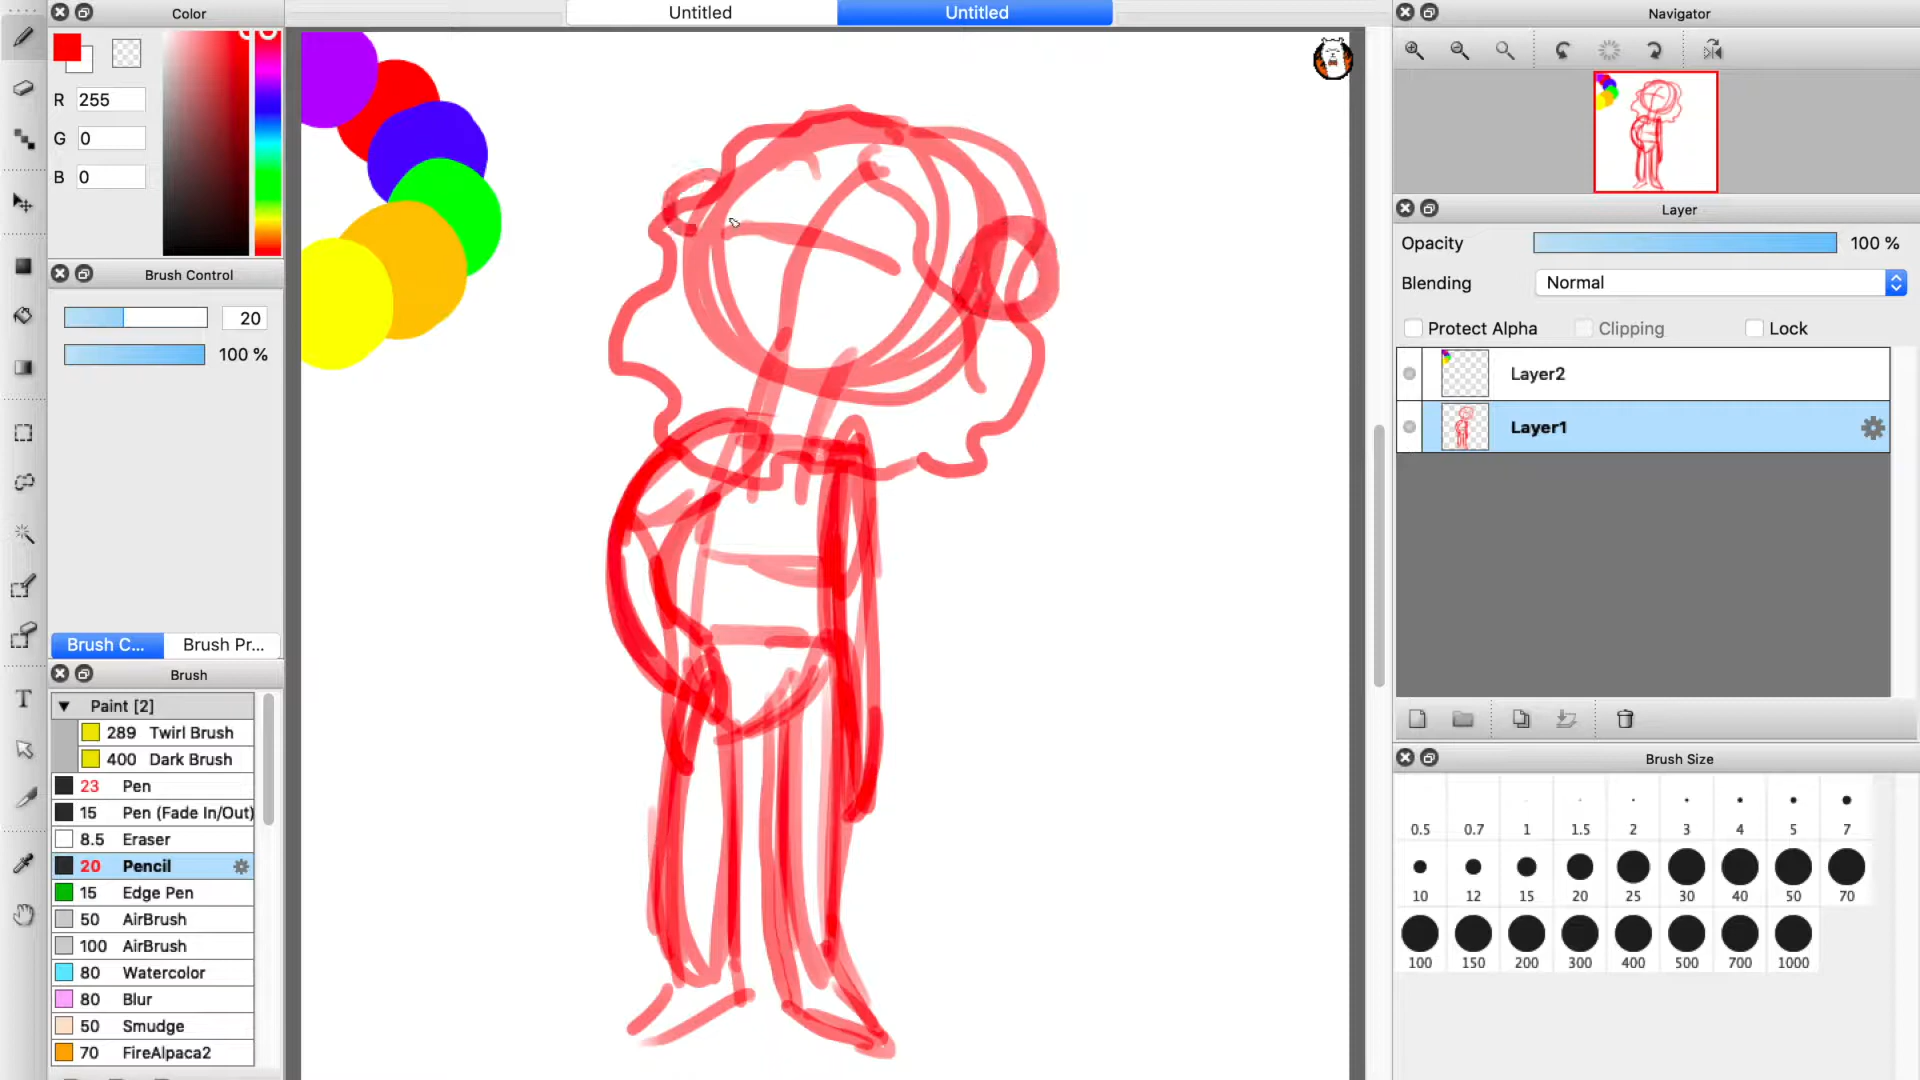 Color
Untitled
Untitled
Navigator
R 255
G 0
B 0
Brush Control
20
100 %
Brush C...
Brush Pr...
Brush
Paint [2]
289 Twirl Brush
400 Dark Brush
23 Pen
15 Pen (Fade In/Out)
8.5 Eraser
20 Pencil
15 Edge Pen
50 AirBrush
100 AirBrush
80 Watercolor
80 Blur
50 Smudge
70 FireAlpaca2
Layer
Opacity 100 %
Blending Normal
Protect Alpha Clipping Lock
Layer2
Layer1
Brush Size
0.5 0.7 1 1.5 2 3 4 5 7
10 12 15 20 25 30 40 50 70
100 150 200 300 400 500 700 1000
T